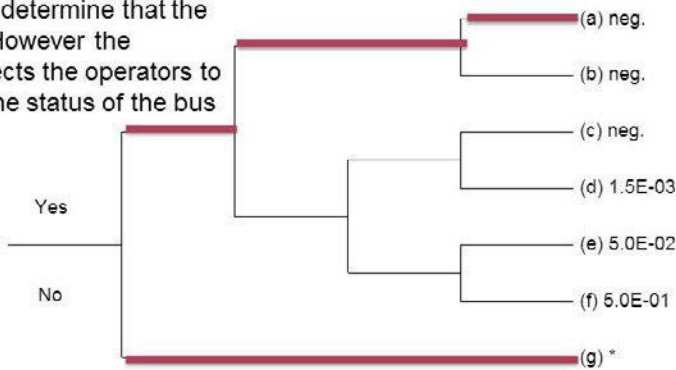 determine that the
However the
ects the operators to
he status of the bus
Yes
No
(a) neg.
(b) neg.
(c) neg.
(d) 1.5E-03
(e) 5.0E-02
(f) 5.0E-01
(g) *